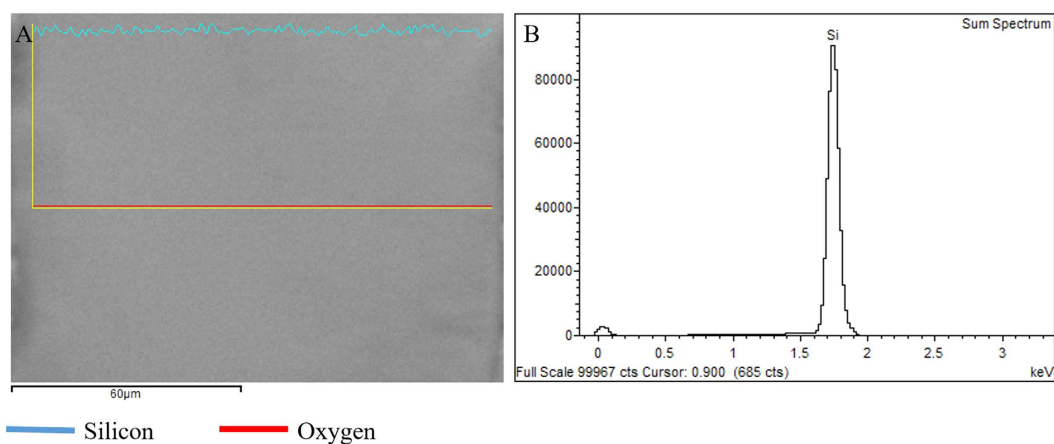 A
60µm
B
Sum Spectrum
Si
80000
60000
40000
20000
0
0 0.5 1 1.5 2 2.5 3
Full Scale 99967 cts Cursor: 0.900 (685 cts) keV
Silicon Oxygen